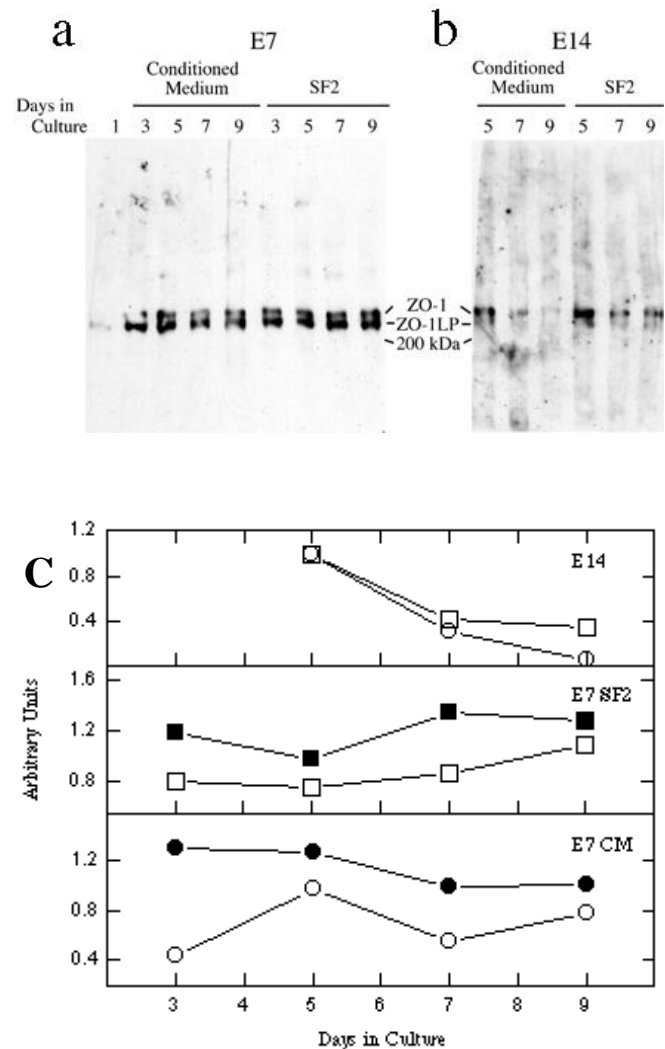 a E7 b E14
Conditioned Medium SF2 Conditioned Medium SF2
Days in Culture 1 3 5 7 9 3 5 7 9 5 7 9 5 7 9
ZO-1
ZO-1LP
200 kDa
C
1.2
0.8
0.4
E14
1.6
1.2
0.8
E7 SF2
1.2
0.8
0.4
E7 CM
Arbitrary Units
3 4 5 6 7 8 9
Days in Culture